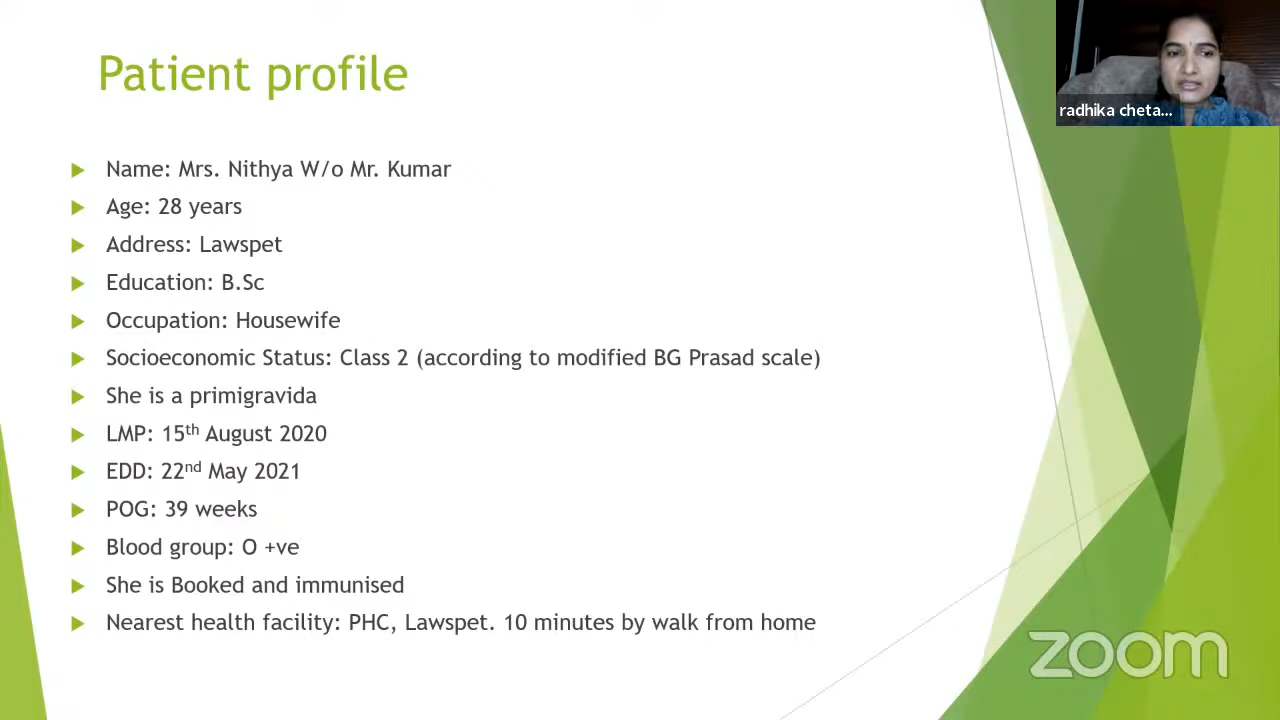 Patient profile
radhika cheta...
Name: Mrs. Nithya W/o Mr. Kumar
Age: 28 years
Address: Lawspet
Education: B.Sc
Occupation: Housewife
Socioeconomic Status: Class 2 (according to modified BG Prasad scale)
She is a primigravida
LMP: 15th August 2020
EDD: 22nd May 2021
POG: 39 weeks
Blood group: O +ve
She is Booked and immunised
Nearest health facility: PHC, Lawspet. 10 minutes by walk from home
zoom